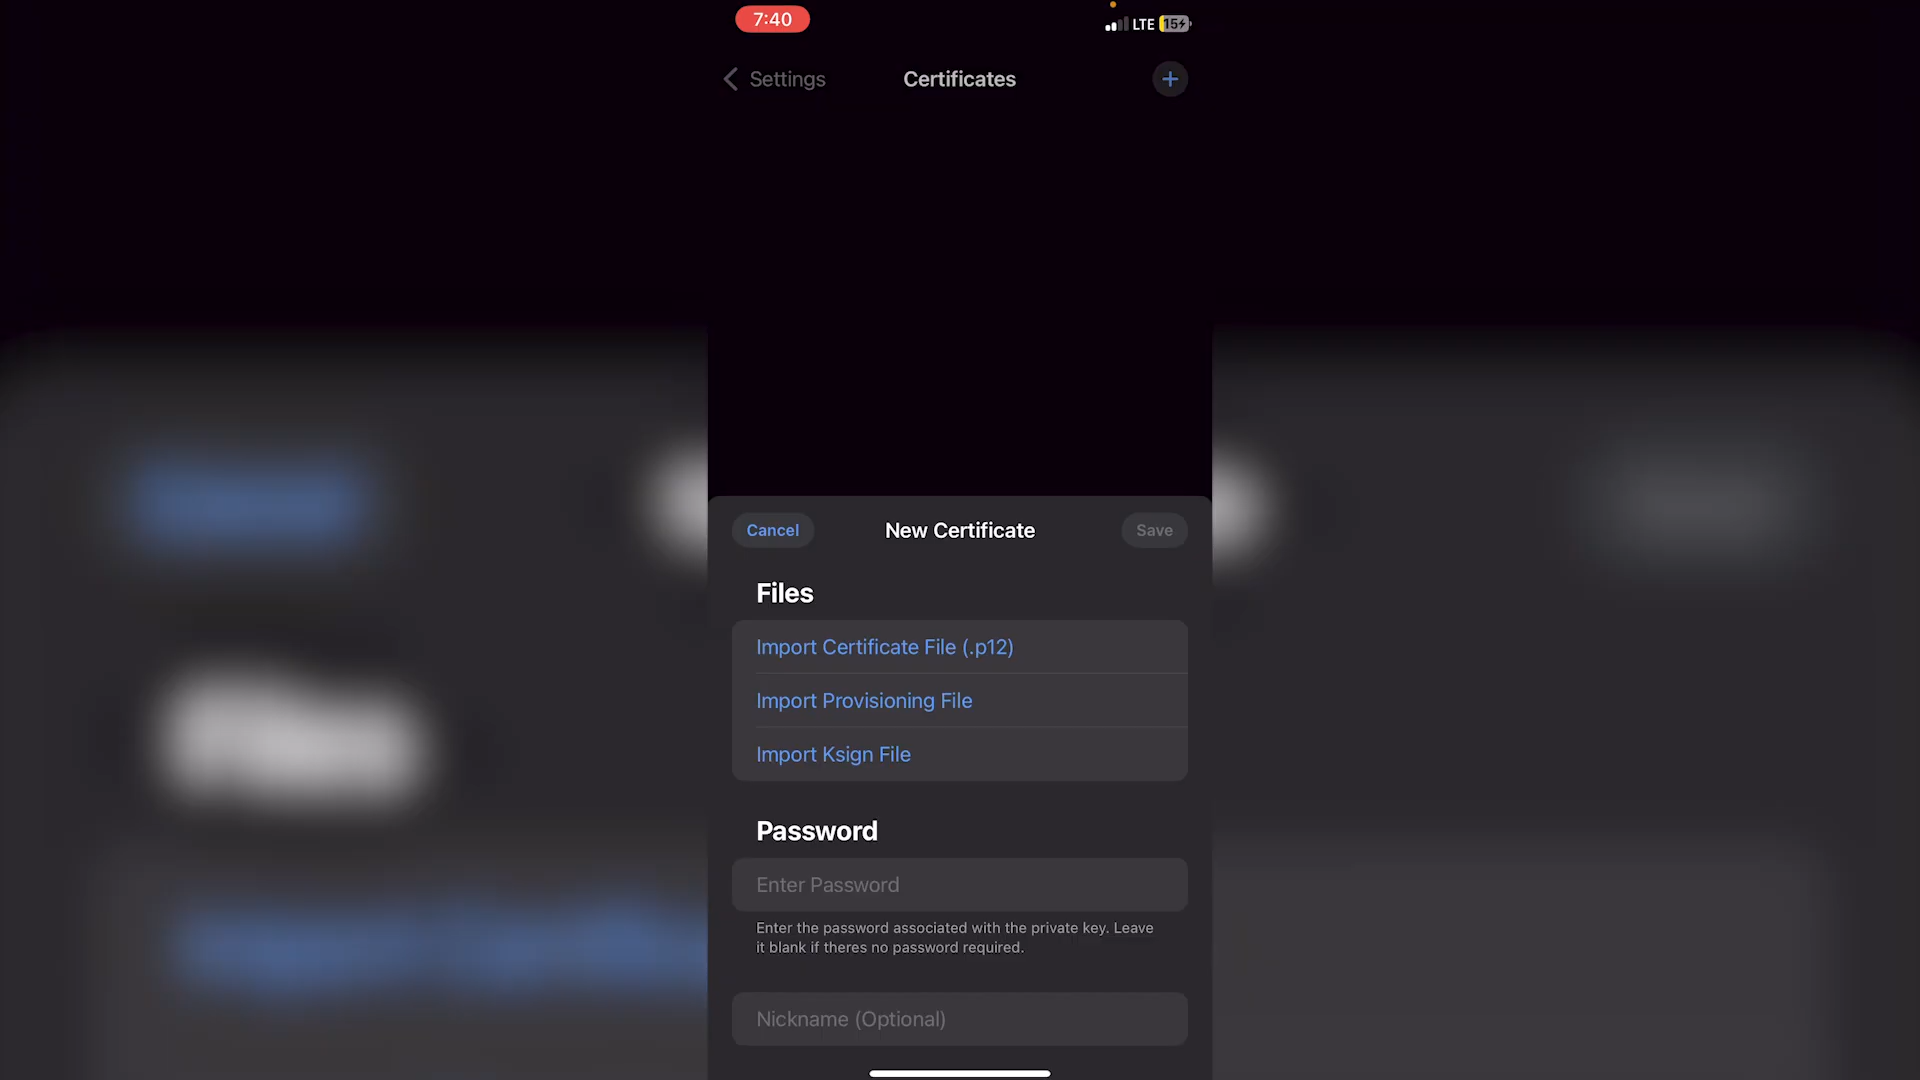 7:40
LTE 15
Settings
Certificates
Cancel
New Certificate
Save
Files
Import Certificate File (.p12)
Import Provisioning File
Import Ksign File
Password
Enter Password
Enter the password associated with the private key. Leave
it blank if theres no password required.
Nickname (Optional)